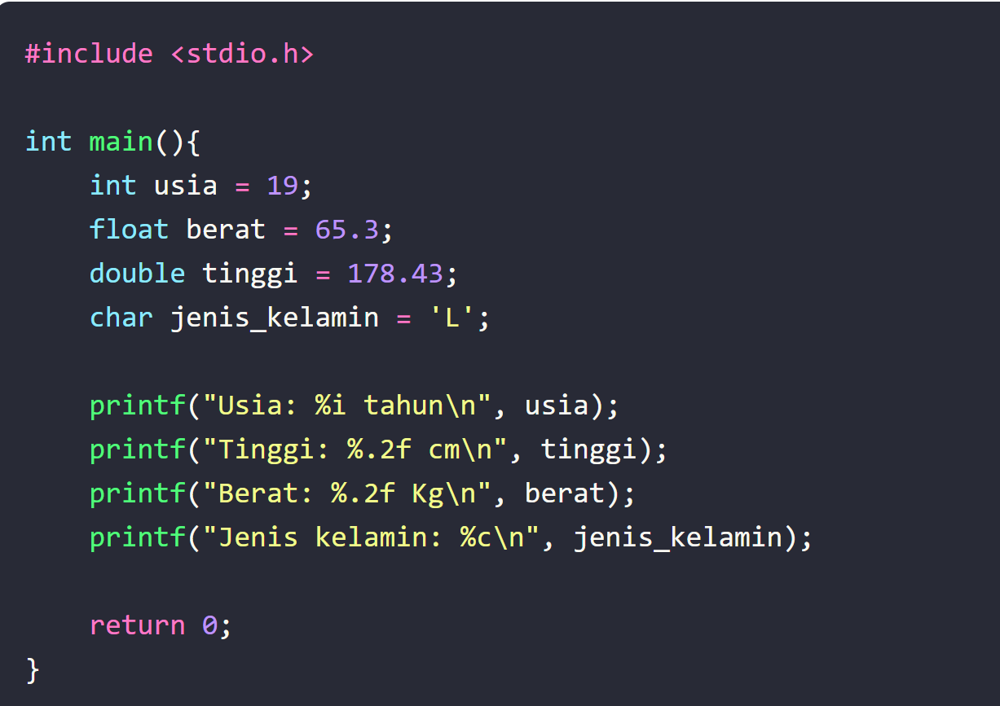 #include <stdio.h>
int main(){
    int usia = 19;
    float berat = 65.3;
    double tinggi = 178.43;
    char jenis_kelamin = 'L';
    printf("Usia: %i tahun\n", usia);
    printf("Tinggi: %.2f cm\n", tinggi);
    printf("Berat: %.2f Kg\n", berat);
    printf("Jenis kelamin: %c\n", jenis_kelamin);
    return 0;
}